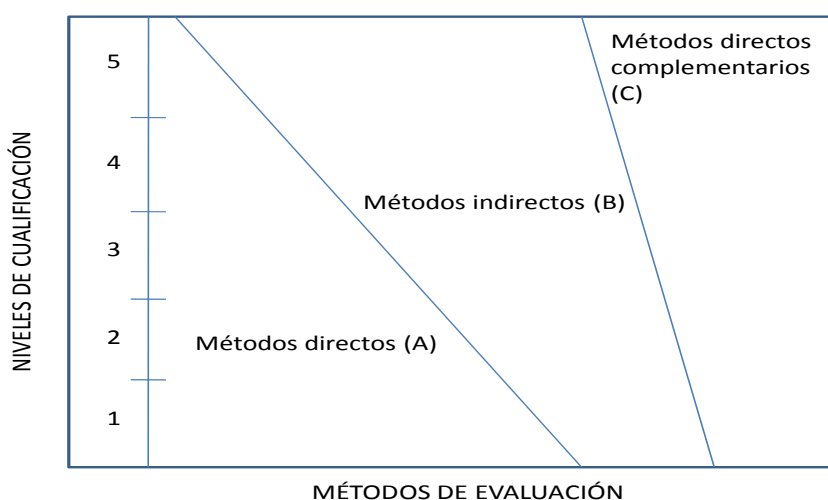 NIVELES DE CUALIFICACIÓN
5
4
3
2
1
Métodos directos
complementarios
(C)
Métodos indirectos (B)
Métodos directos (A)
MÉTODOS DE EVALUACIÓN